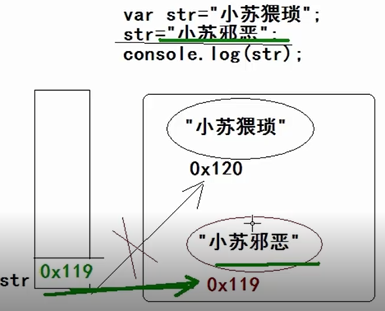 var str="小苏猥琐";
str="小苏邪恶";
console.log(str);
"小苏猥琐"
0x120
"小苏邪恶"
0x119
str
0x119